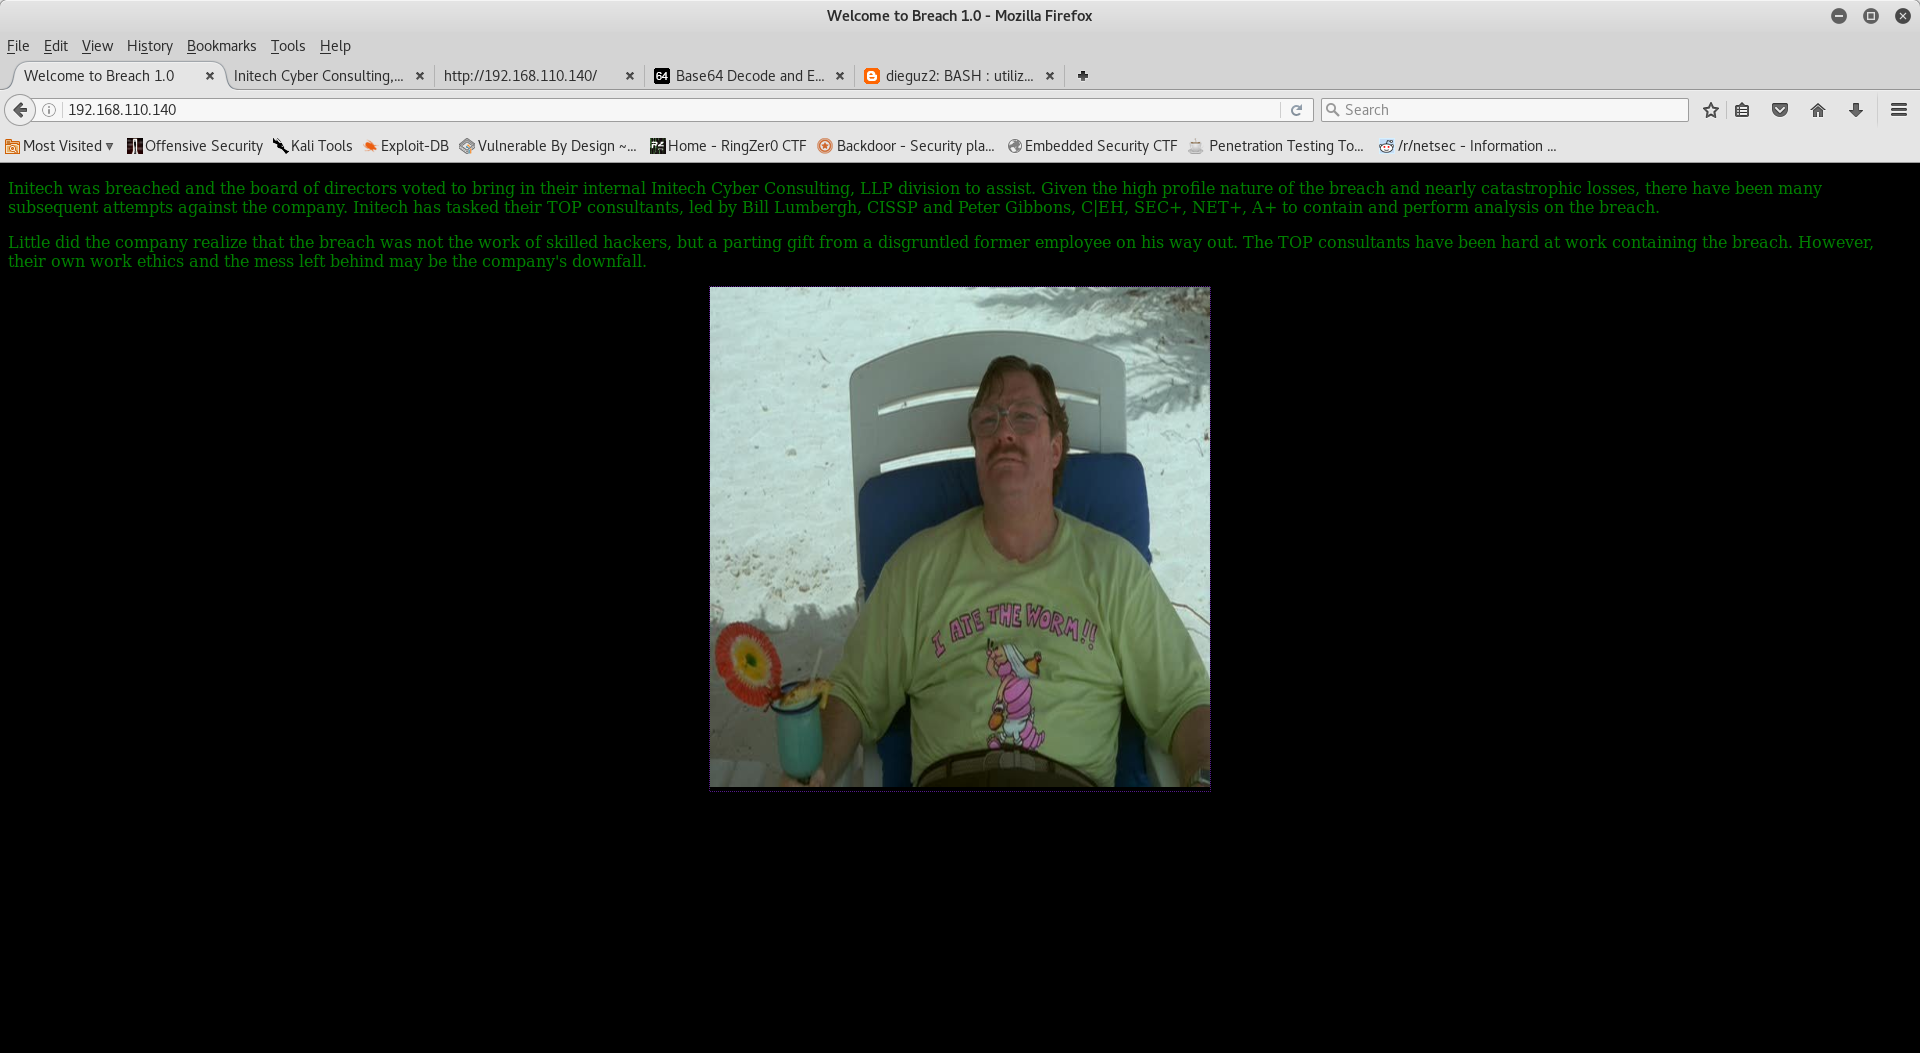 Welcome to Breach 1.0 - Mozilla Firefox
File Edit View History Bookmarks Tools Help
Welcome to Breach 1.0 Initech Cyber Consulting,... http://192.168.110.140/ 64 Base64 Decode and E... dieguz2: BASH : utiliz...
192.168.110.140 Search
Most Visited Offensive Security Kali Tools Exploit-DB Vulnerable By Design ~... Home - RingZer0 CTF Backdoor - Security pla... Embedded Security CTF Penetration Testing To... /r/netsec - Information ...
Initech was breached and the board of directors voted to bring in their internal Initech Cyber Consulting, LLP division to assist. Given the high profile nature of the breach and nearly catastrophic losses, there have been many
subsequent attempts against the company. Initech has tasked their TOP consultants, led by Bill Lumbergh, CISSP and Peter Gibbons, C|EH, SEC+, NET+, A+ to contain and perform analysis on the breach.
Little did the company realize that the breach was not the work of skilled hackers, but a parting gift from a disgruntled former employee on his way out. The TOP consultants have been hard at work containing the breach. However,
their own work ethics and the mess left behind may be the company's downfall.
I ATE THE WORM!!